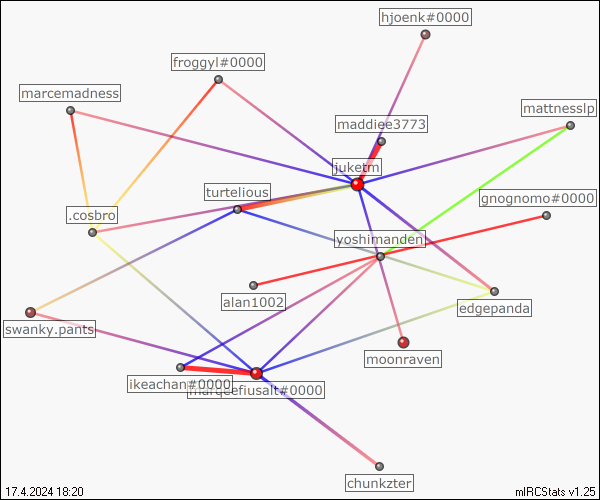 hjoenk#0000
froggyl#0000
marcemadness
mattnesslp
maddiee3773
juketm
turtelious
gnognomo#0000
.cosbro
yoshimanden
alan1002
edgepanda
swanky.pants
moonraven
ikeachan#0000
marqeefiusalt#0000
chunkzter
17.4.2024 18:20
mIRCStats v1.25